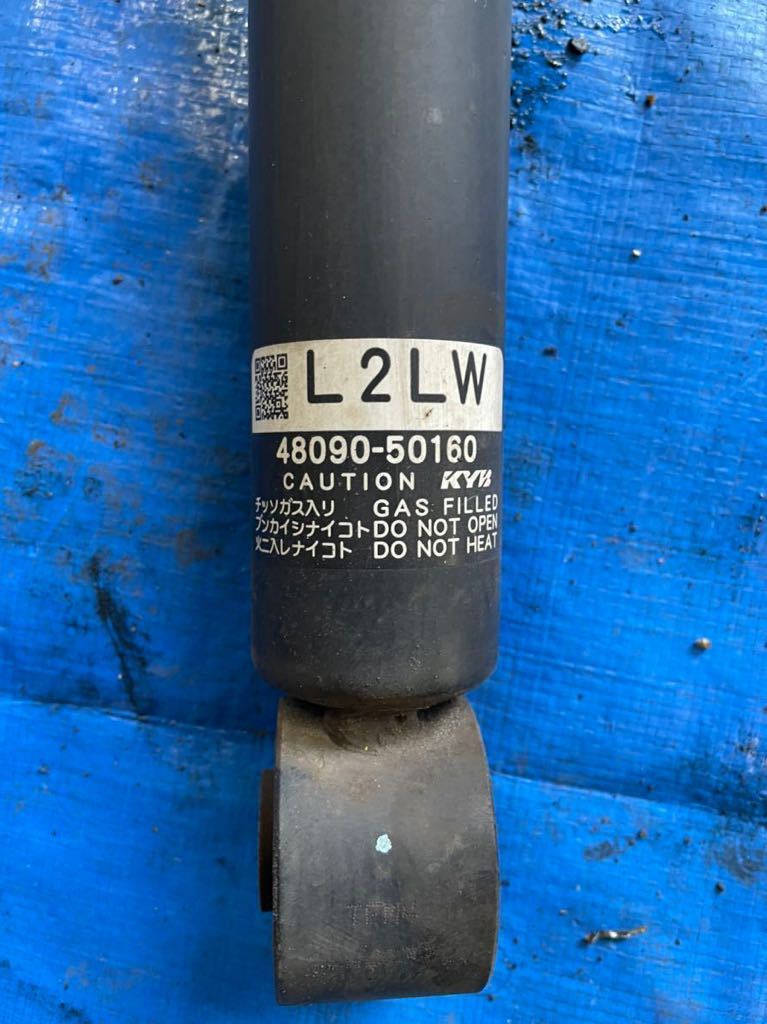 L2LW
48090-50160
CAUTION KYB
チッソガス入リ GAS FILLED
ブンカイシナイコト DO NOT OPEN
火ニ入レナイコト DO NOT HEAT